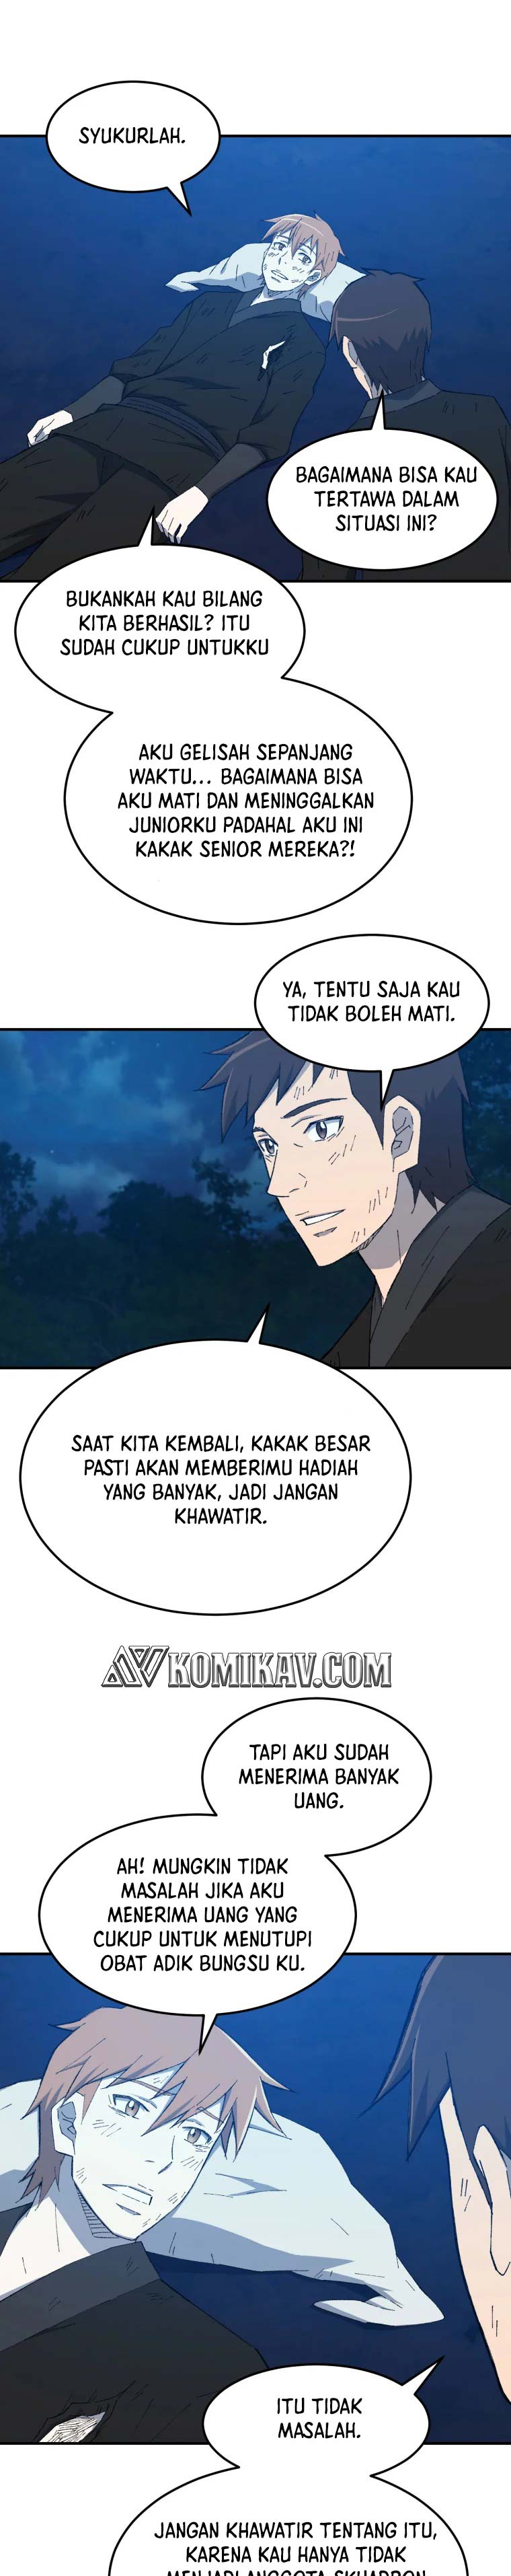 SYUKURLAH.
BAGAIMANA BISA KAU
TERTAWA DALAM
SITUASI INI?
BUKANKAH KAU BILANG
KITA BERHASIL? ITU
SUDAH CUKUP UNTUKKU
AKU GELISAH SEPANJANG
WAKTU... BAGAIMANA BISA
AKU MATI DAN MENINGGALKAN
JUNIORKU PADAHAL AKU INI
KAKAK SENIOR MEREKA?!
YA, TENTU SAJA KAU
TIDAK BOLEH MATI.
SAAT KITA KEMBALI, KAKAK BESAR
PASTI AKAN MEMBERIMU HADIAH
YANG BANYAK, JADI JANGAN
KHAWATIR.
KOMIKAV.COM
TAPI AKU SUDAH
MENERIMA BANYAK
UANG.
AH! MUNGKIN TIDAK
MASALAH JIKA AKU
MENERIMA UANG YANG
CUKUP UNTUK MENUTUPI
OBAT ADIK BUNGSU KU.
ITU TIDAK
MASALAH.
JANGAN KHAWATIR TENTANG ITU,
KARENA KAU HANYA TIDAK
MENJADI ANGGOTA SKUADRON